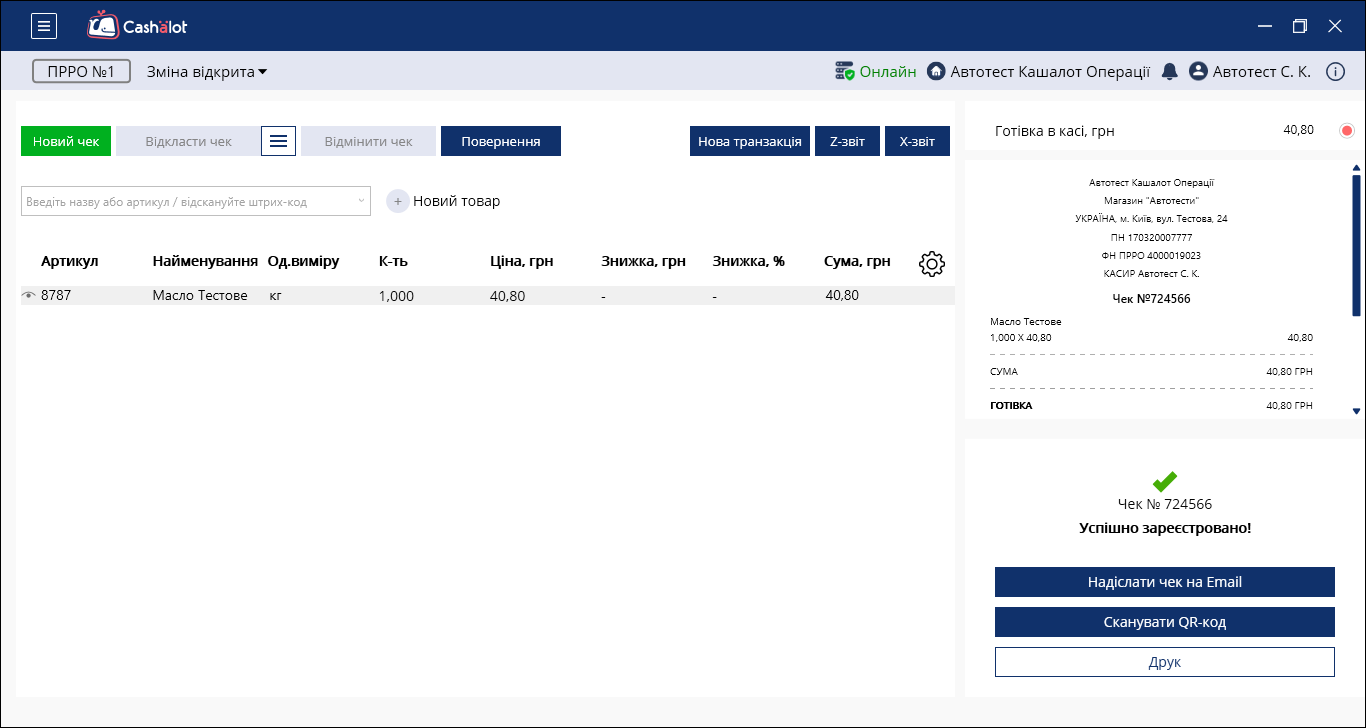 Cashalot
ПРРО №1 Зміна відкрита Онлайн Автотест Кашалот Операції Автотест С. К.
Новий чек Відкласти чек Відмінити чек Повернення Нова транзакція Z-звіт X-звіт
Введіть назву або артикул / відскануйте штрих-код + Новий товар
Артикул Найменування Од.виміру К-ть Ціна, грн Знижка, грн Знижка, % Сума, грн
8787 Масло Тестове кг 1,000 40,80 - - 40,80
Готівка в касі, грн 40,80
Автотест Кашалот Операції
Магазин "Автотести"
УКРАЇНА, м. Київ, вул. Тестова, 24
ПН 170320007777
ФН ПРРО 4000019023
КАСИР Автотест С. К.
Чек №724566
Масло Тестове
1,000 X 40,80 40,80
СУМА 40,80 ГРН
ГОТІВКА 40,80 ГРН
Чек № 724566
Успішно зареєстровано!
Надіслати чек на Email
Сканувати QR-код
Друк